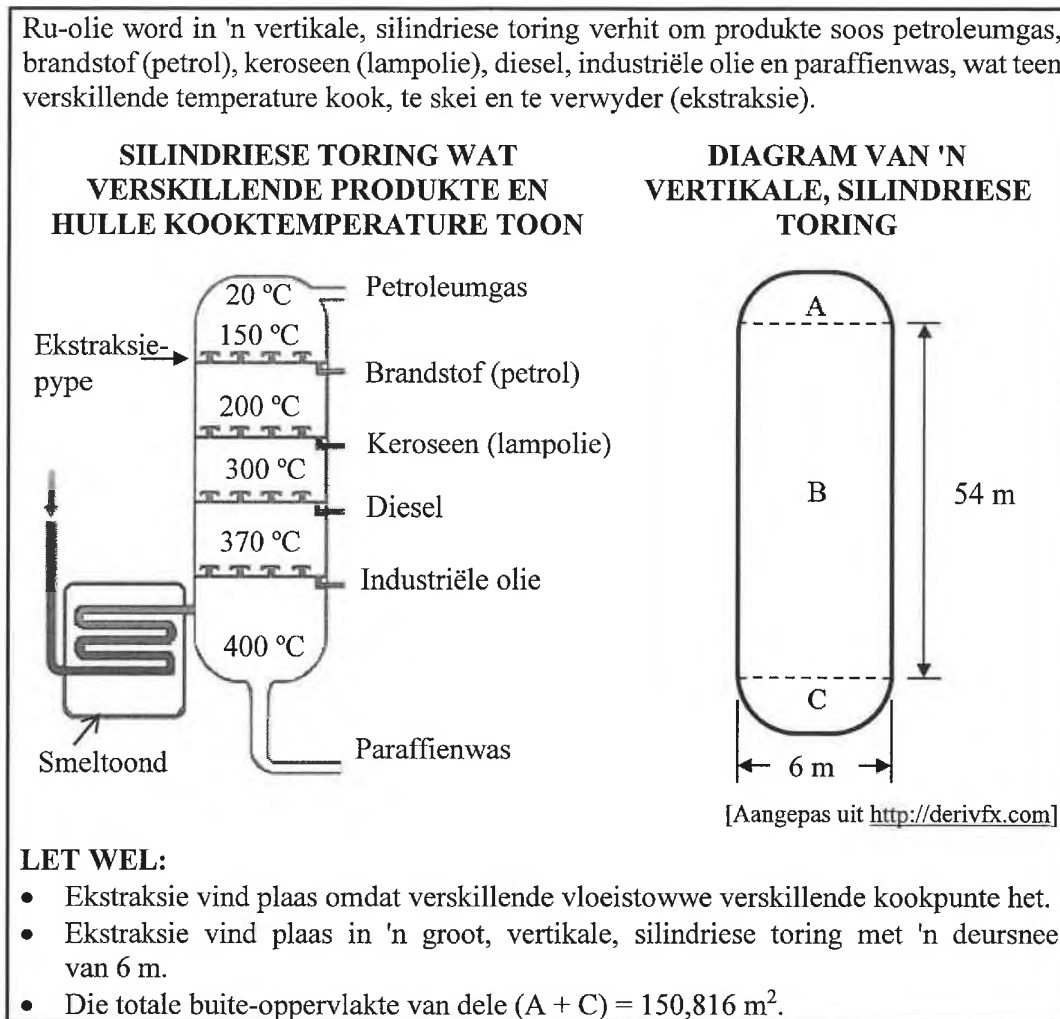 Ru-olie word in 'n vertikale, silindriese toring verhit om produkte soos petroleumgas,
brandstof (petrol), keroseen (lampolie), diesel, industriële olie en paraffienwas, wat teen
verskillende temperature kook, te skei en te verwyder (ekstraksie).
SILINDRIESE TORING WAT
VERSKILLENDE PRODUKTE EN
HULLE KOOKTEMPERATURE TOON
20 °C
Petroleumgas
150 °C
Ekstraksie-
pype
Brandstof (petrol)
200 °C
Keroseen (lampolie)
300 °C
Diesel
370 °C
Industriële olie
400 °C
Smeltoond
Paraffienwas
DIAGRAM VAN 'N
VERTIKALE, SILINDRIESE
TORING
A
B
54 m
C
6 m
[Aangepas uit http://derivfx.com]
LET WEL:
• Ekstraksie vind plaas omdat verskillende vloeistowwe verskillende kookpunte het.
• Ekstraksie vind plaas in 'n groot, vertikale, silindriese toring met 'n deursnee
van 6 m.
• Die totale buite-oppervlakte van dele (A + C) = 150,816 m².